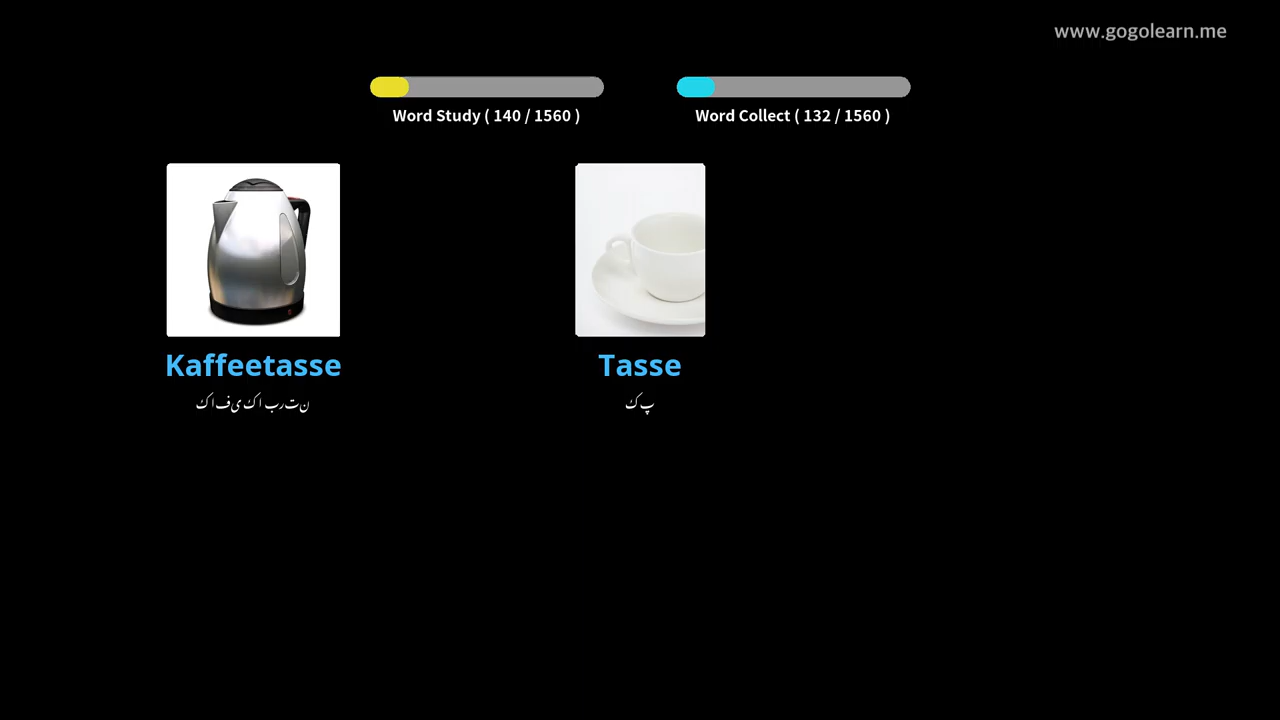 www.gogolearn.me
Word Study ( 140 / 1560 )
Word Collect ( 132 / 1560 )
Kaffeetasse
کافی کا برتن
Tasse
کپ